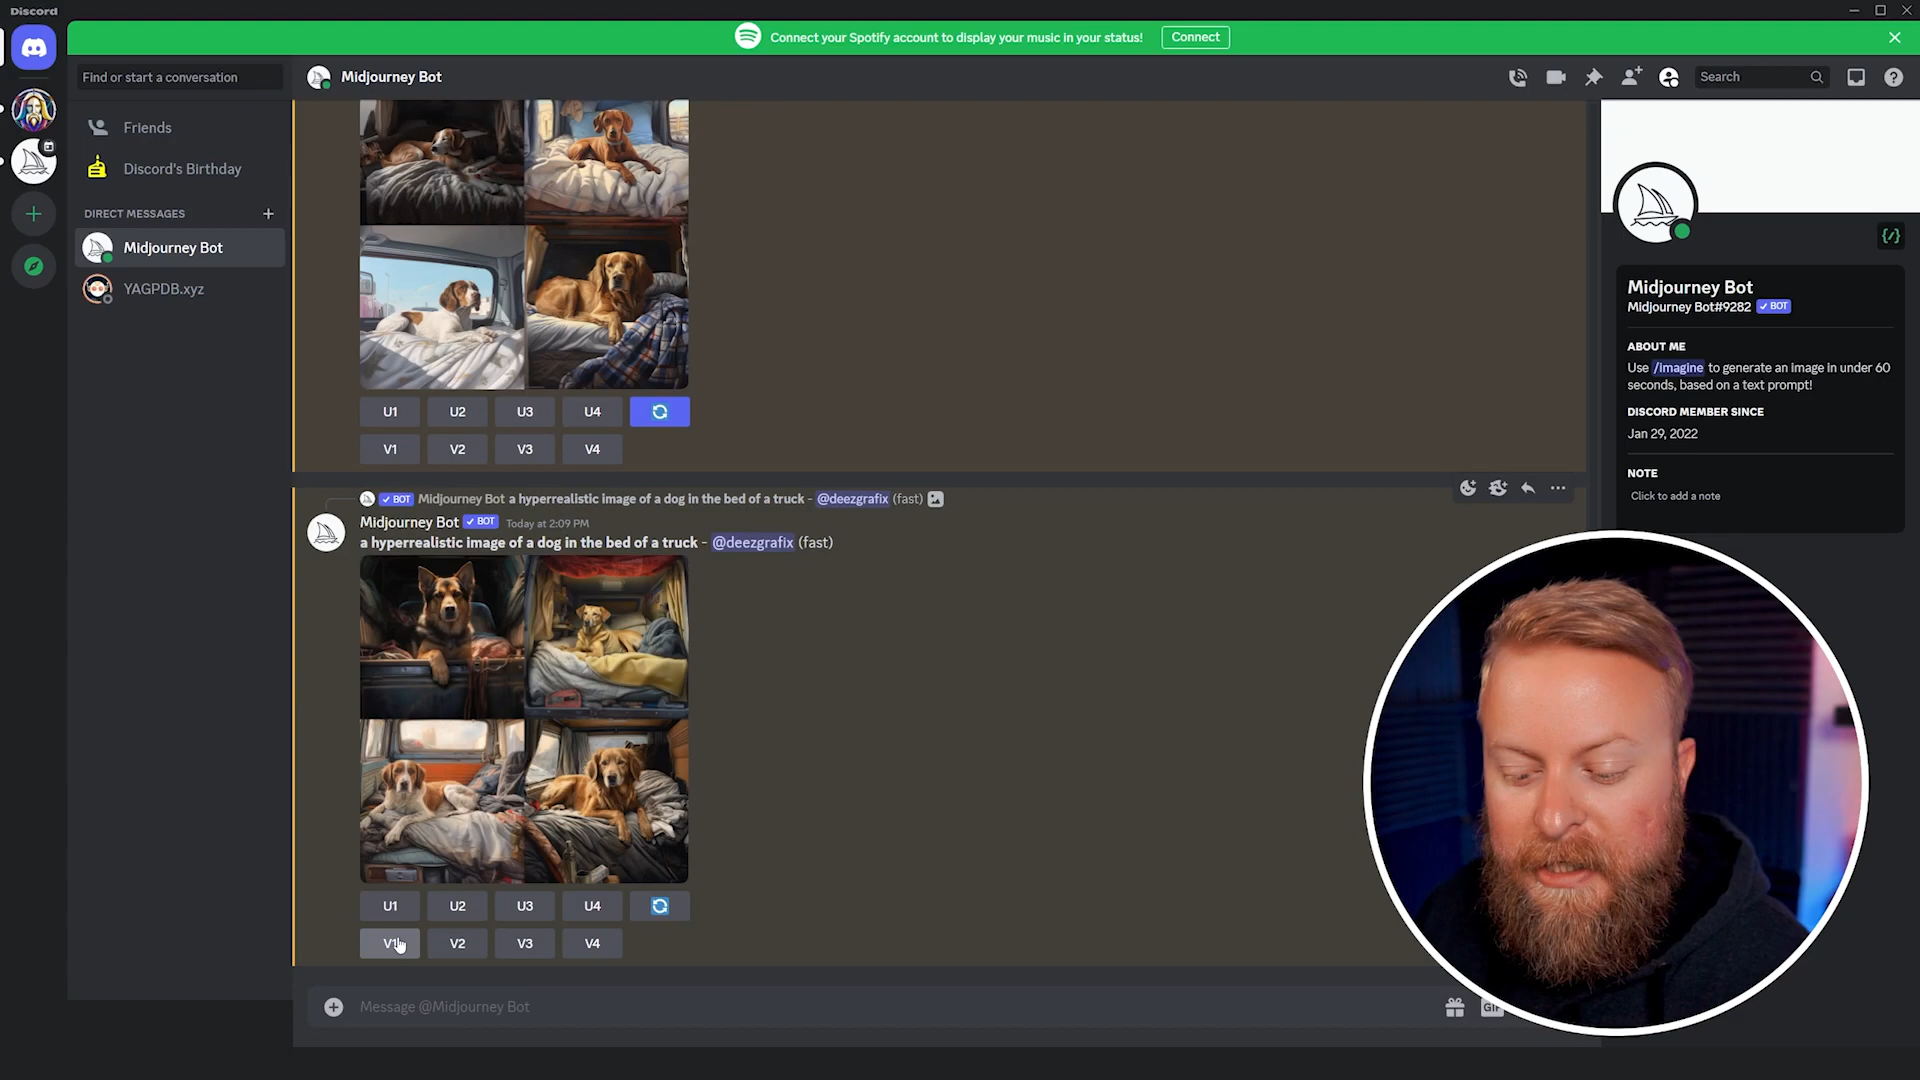 Discord
Connect your Spotify account to display your music in your status!
Connect
Find or start a conversation
Midjourney Bot
Search
Friends
Discord's Birthday
DIRECT MESSAGES
Midjourney Bot
YAGPDB.xyz
U1 U2 U3 U4
V1 V2 V3 V4
BOT Midjourney Bot a hyperrealistic image of a dog in the bed of a truck - @deezgrafix (fast)
Midjourney Bot BOT Today at 2:09 PM
a hyperrealistic image of a dog in the bed of a truck - @deezgrafix (fast)
U1 U2 U3 U4
V1 V2 V3 V4
Message @Midjourney Bot
GIF
Midjourney Bot
Midjourney Bot#9282 BOT
ABOUT ME
Use /imagine to generate an image in under 60
seconds, based on a text prompt!
DISCORD MEMBER SINCE
Jan 29, 2022
NOTE
Click to add a note